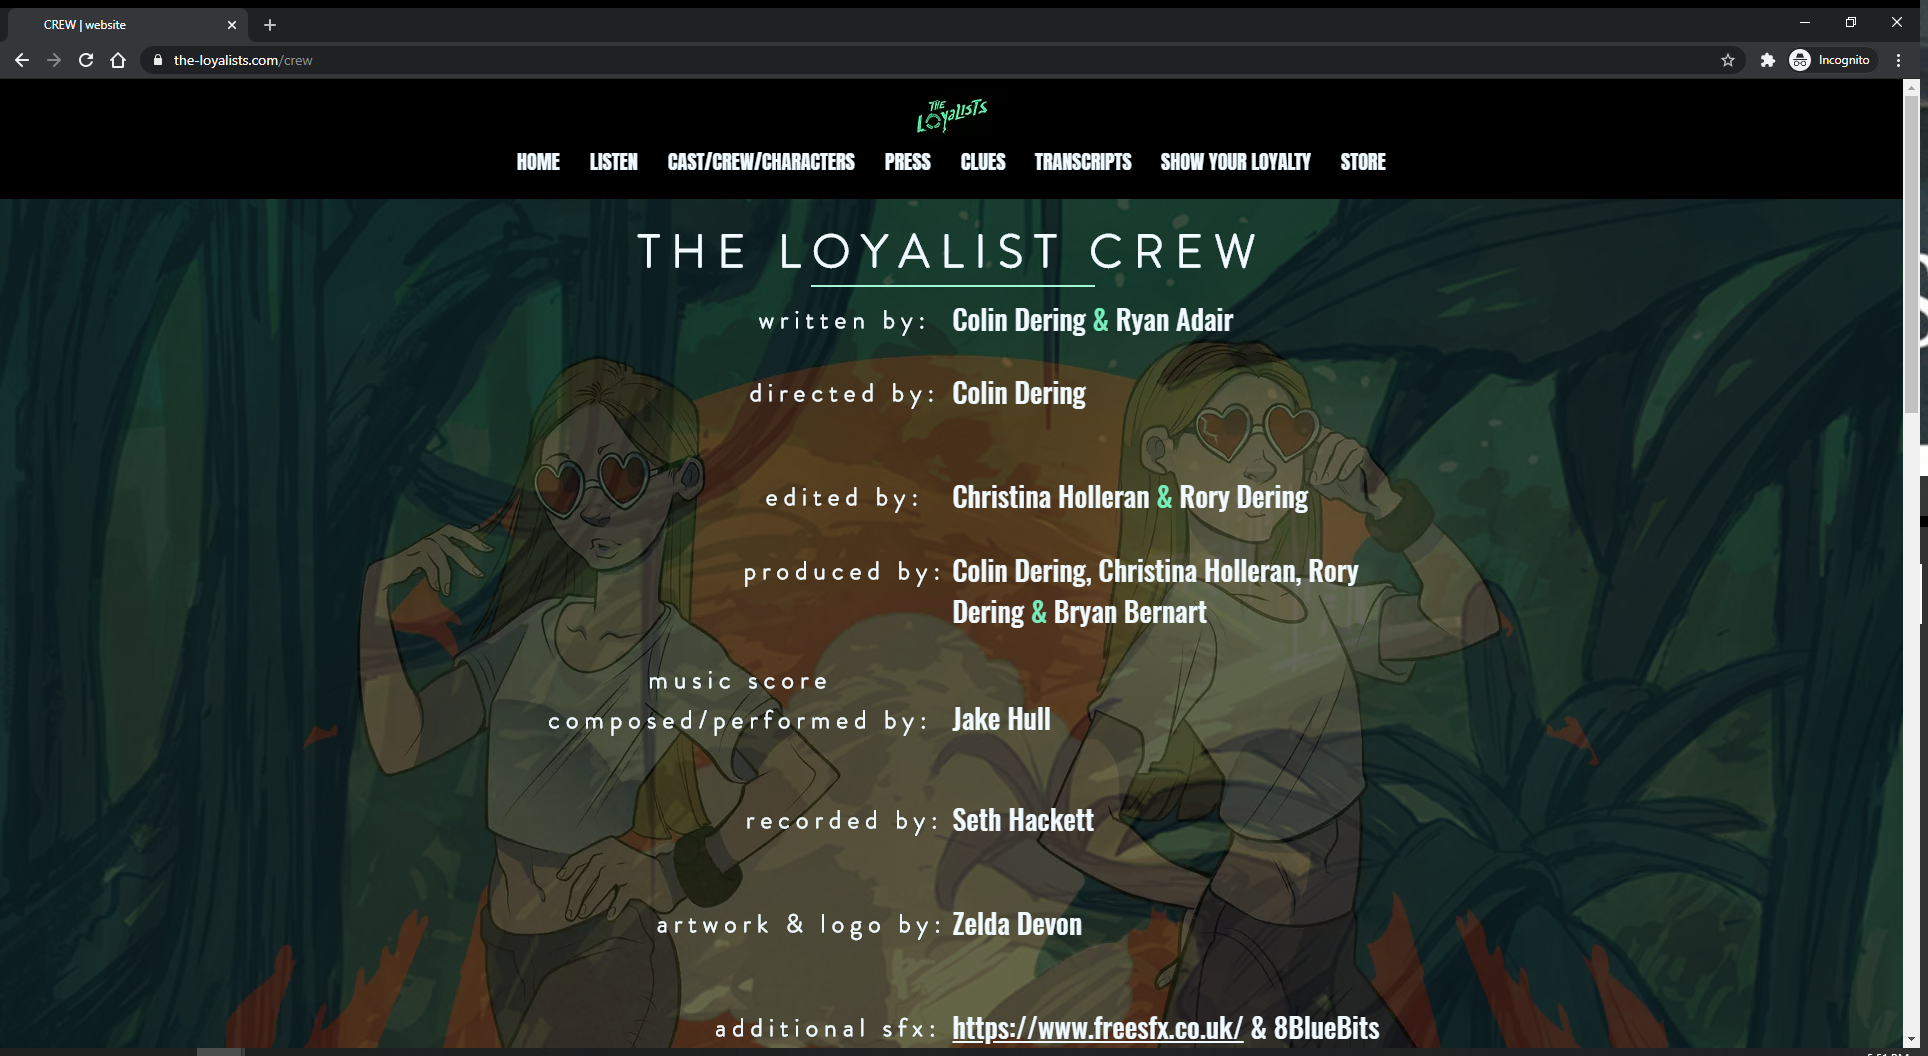 CREW | website
the-loyalists.com/crew
Incognito
THE LOYALISTS
HOME LISTEN CAST/CREW/CHARACTERS PRESS CLUES TRANSCRIPTS SHOW YOUR LOYALTY STORE
THE LOYALIST CREW
written by: Colin Dering & Ryan Adair
directed by: Colin Dering
edited by: Christina Holleran & Rory Dering
produced by: Colin Dering, Christina Holleran, Rory
Dering & Bryan Bernart
music score
composed/performed by: Jake Hull
recorded by: Seth Hackett
artwork & logo by: Zelda Devon
additional sfx: https://www.freesfx.co.uk/ & 8BlueBits